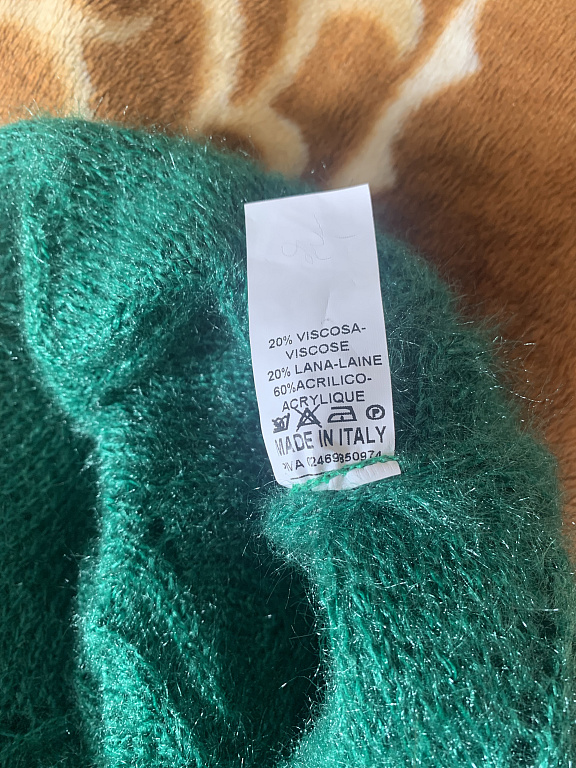 20% VISCOSA-
VISCOSE
20% LANA-LAINE
60%ACRILICO-
ACRYLIQUE
MADE IN ITALY